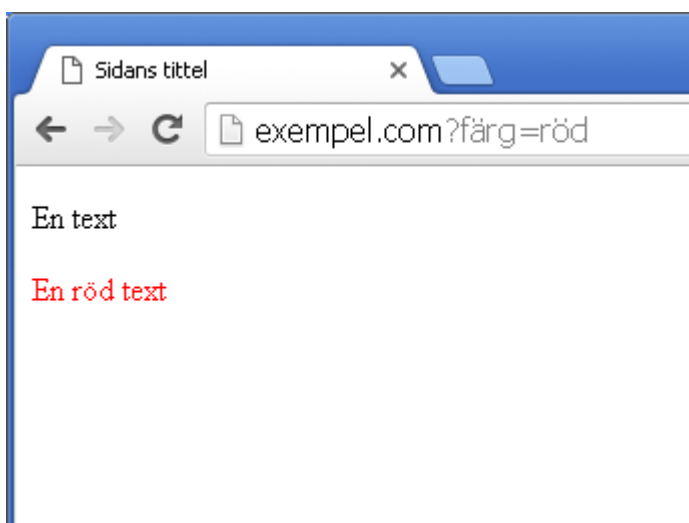 Sidans tittel
exempel.com?färg=röd
En text
En röd text